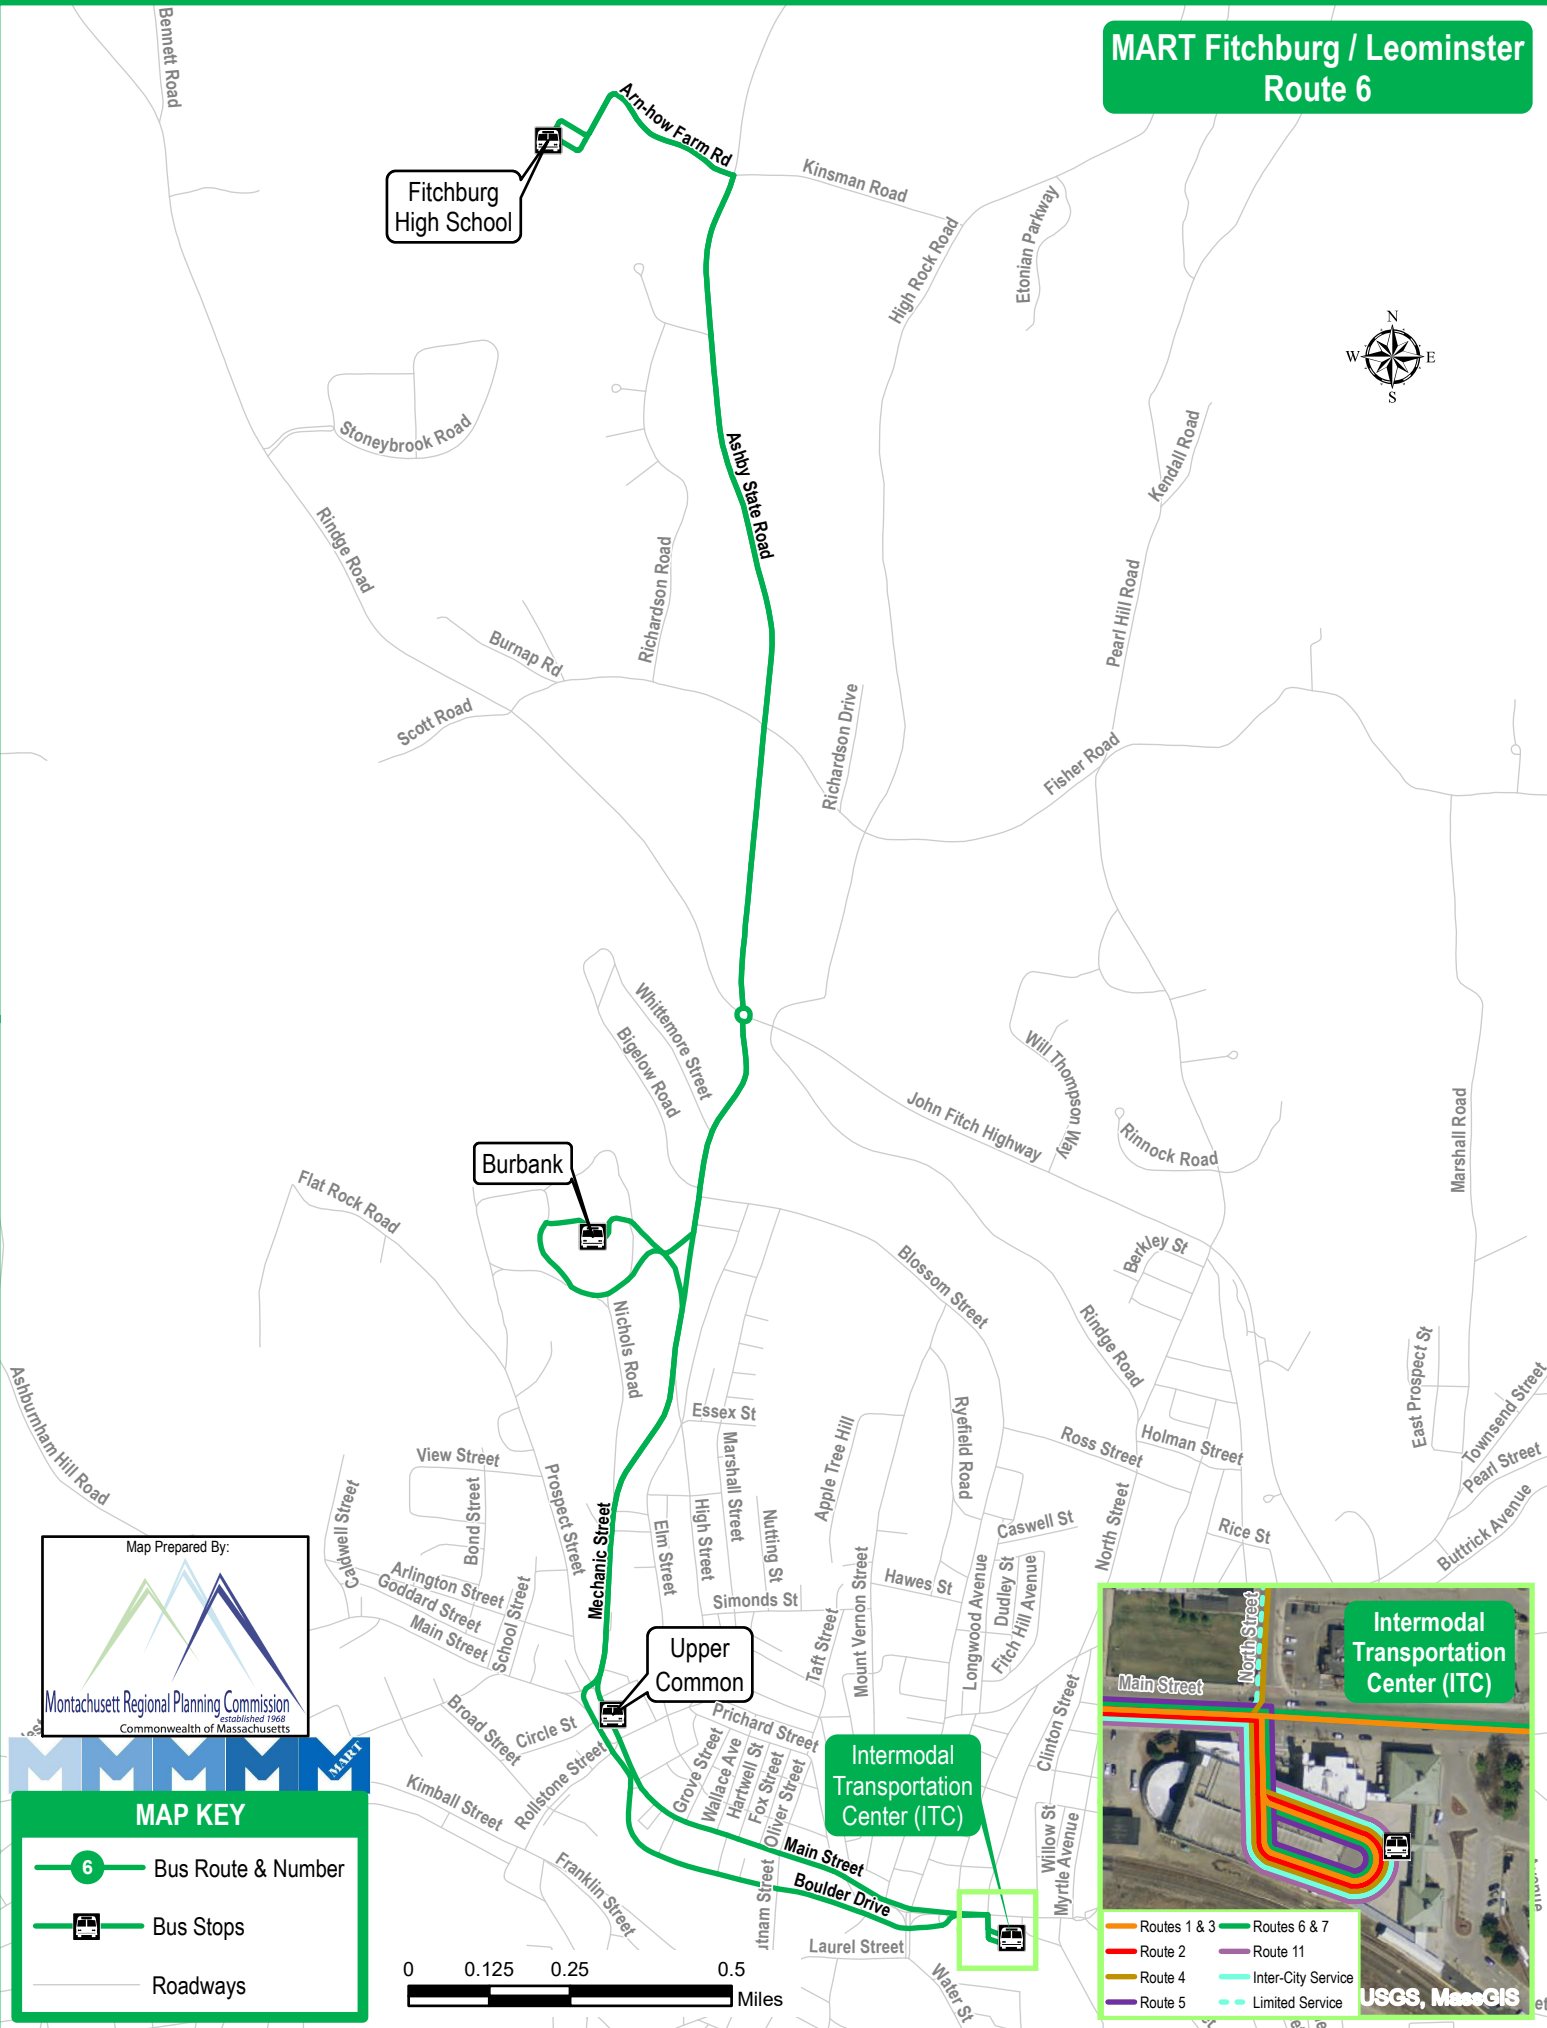 MART Fitchburg / Leominster
Route 6
Bennett Road
Arn-how Farm Rd
Kinsman Road
Fitchburg
High School
High Rock Road
Etonian Parkway
N
W
E
S
Stoneybrook Road
Ashby State Road
Kendall Road
Rindge Road
Richardson Road
Pearl Hill Road
Burnap Rd
Scott Road
Richardson Drive
Fisher Road
Whittemore Street
Bigelow Road
Will Thompson Way
John Fitch Highway
Rinnock Road
Marshall Road
Burbank
Flat Rock Road
Blossom Street
Berkley St
Rindge Road
Nichols Road
East Prospect St
Townsend Street
Pearl Street
Buttrick Avenue
Ashburnham Hill Road
Essex St
Marshall Street
Apple Tree Hill
Ryefield Road
Ross Street
Holman Street
View Street
Bond Street
Caldwell Street
Prospect Street
Mechanic Street
Elm Street
High Street
Nutting St
Caswell St
North Street
Rice St
Arlington Street
Goddard Street
Main Street
School Street
Simonds St
Hawes St
Mount Vernon Street
Taft Street
Longwood Avenue
Dudley St
Fitch Hill Avenue
Clinton Street
Upper
Common
Broad Street
Circle St
Rollstone Street
Kimball Street
Franklin Street
Prichard Street
Grove Street
Wallace Ave
Hartwell St
Fox Street
Oliver Street
Intermodal
Transportation
Center (ITC)
Willow St
Myrtle Avenue
Main Street
Boulder Drive
utnam Street
Laurel Street
Water St
Map Prepared By:
Montachusett Regional Planning Commission
established 1968
Commonwealth of Massachusetts
MART
MAP KEY
6
Bus Route & Number
Bus Stops
Roadways
0
0.125
0.25
0.5
Miles
North Street
Main Street
Intermodal
Transportation
Center (ITC)
Routes 1 & 3
Routes 6 & 7
Route 2
Route 11
Route 4
Inter-City Service
Route 5
Limited Service
USGS, MassGIS